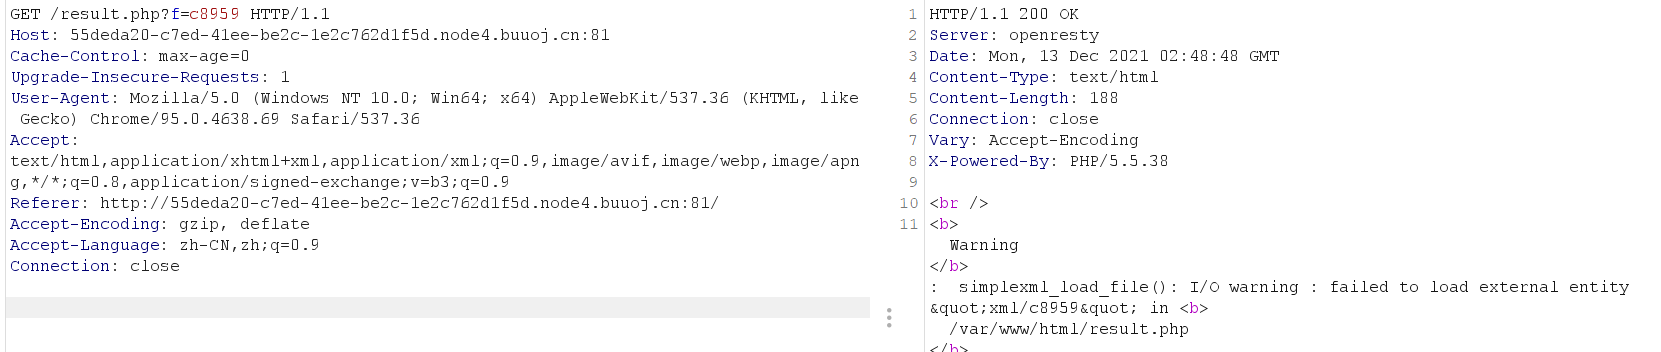 GET /result.php?f=c8959 HTTP/1.1
Host: 55deda20-c7ed-41ee-be2c-1e2c762d1f5d.node4.buuoj.cn:81
Cache-Control: max-age=0
Upgrade-Insecure-Requests: 1
User-Agent: Mozilla/5.0 (Windows NT 10.0; Win64; x64) AppleWebKit/537.36 (KHTML, like
Gecko) Chrome/95.0.4638.69 Safari/537.36
Accept:
text/html,application/xhtml+xml,application/xml;q=0.9,image/avif,image/webp,image/apn
g,*/*;q=0.8,application/signed-exchange;v=b3;q=0.9
Referer: http://55deda20-c7ed-41ee-be2c-1e2c762d1f5d.node4.buuoj.cn:81/
Accept-Encoding: gzip, deflate
Accept-Language: zh-CN,zh;q=0.9
Connection: close
1 HTTP/1.1 200 OK
2 Server: openresty
3 Date: Mon, 13 Dec 2021 02:48:48 GMT
4 Content-Type: text/html
5 Content-Length: 188
6 Connection: close
7 Vary: Accept-Encoding
8 X-Powered-By: PHP/5.5.38
9
10 <br />
11 <b>
Warning
</b>
:  simplexml_load_file(): I/O warning : failed to load external entity
&quot;xml/c8959&quot; in <b>
/var/www/html/result.php
</b>